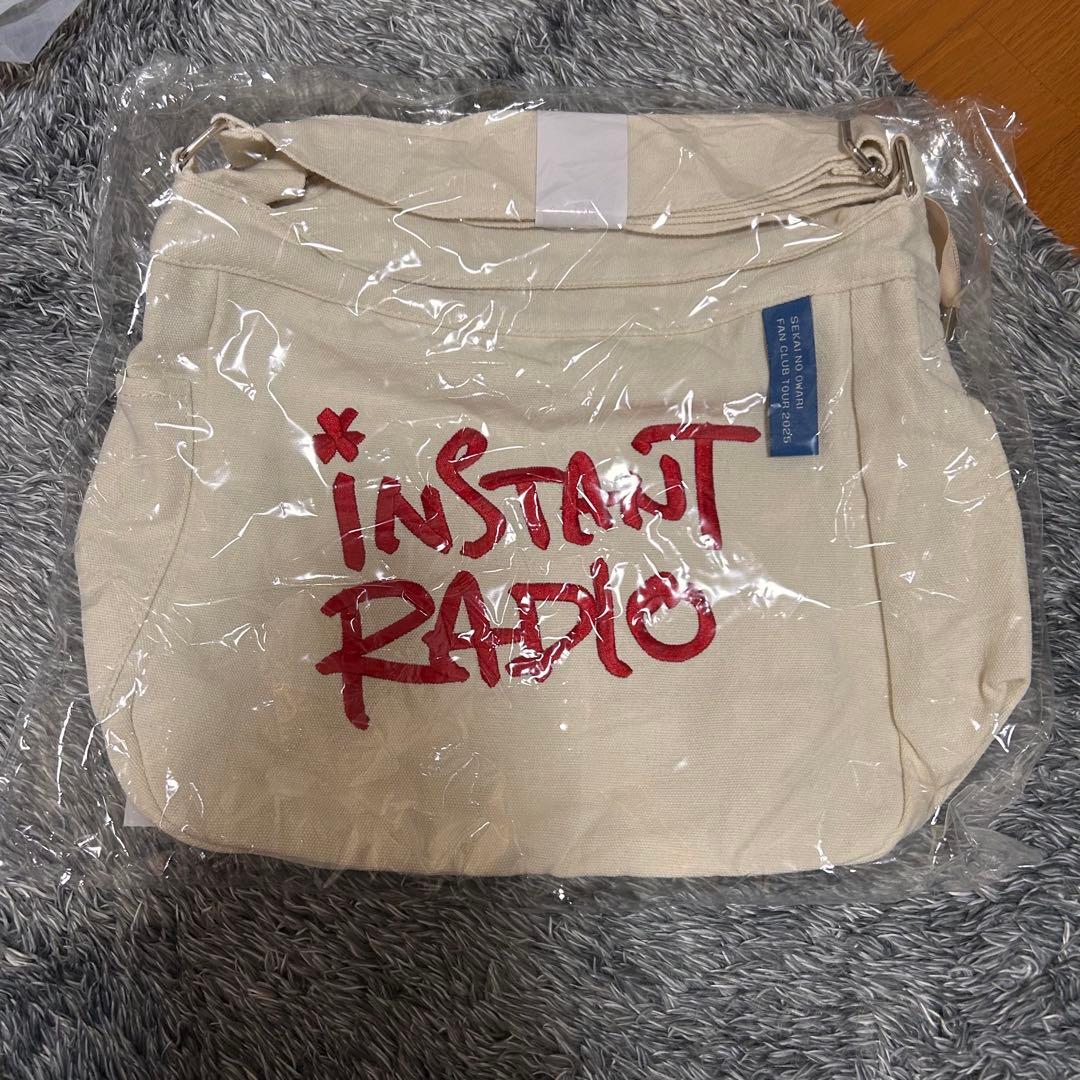 iNSTANT
RADIO
SEKAI NO OWARI
FAN CLUB TOUR 2025